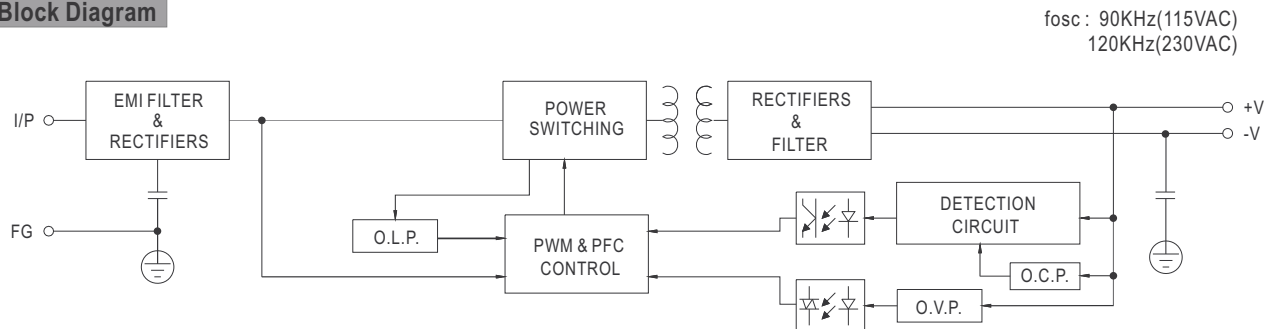 Block Diagram
fosc : 90KHz(115VAC)
120KHz(230VAC)
I/P
EMI FILTER
&
RECTIFIERS
POWER
SWITCHING
RECTIFIERS
&
FILTER
+V
-V
FG
O.L.P.
PWM & PFC
CONTROL
DETECTION
CIRCUIT
O.C.P.
O.V.P.